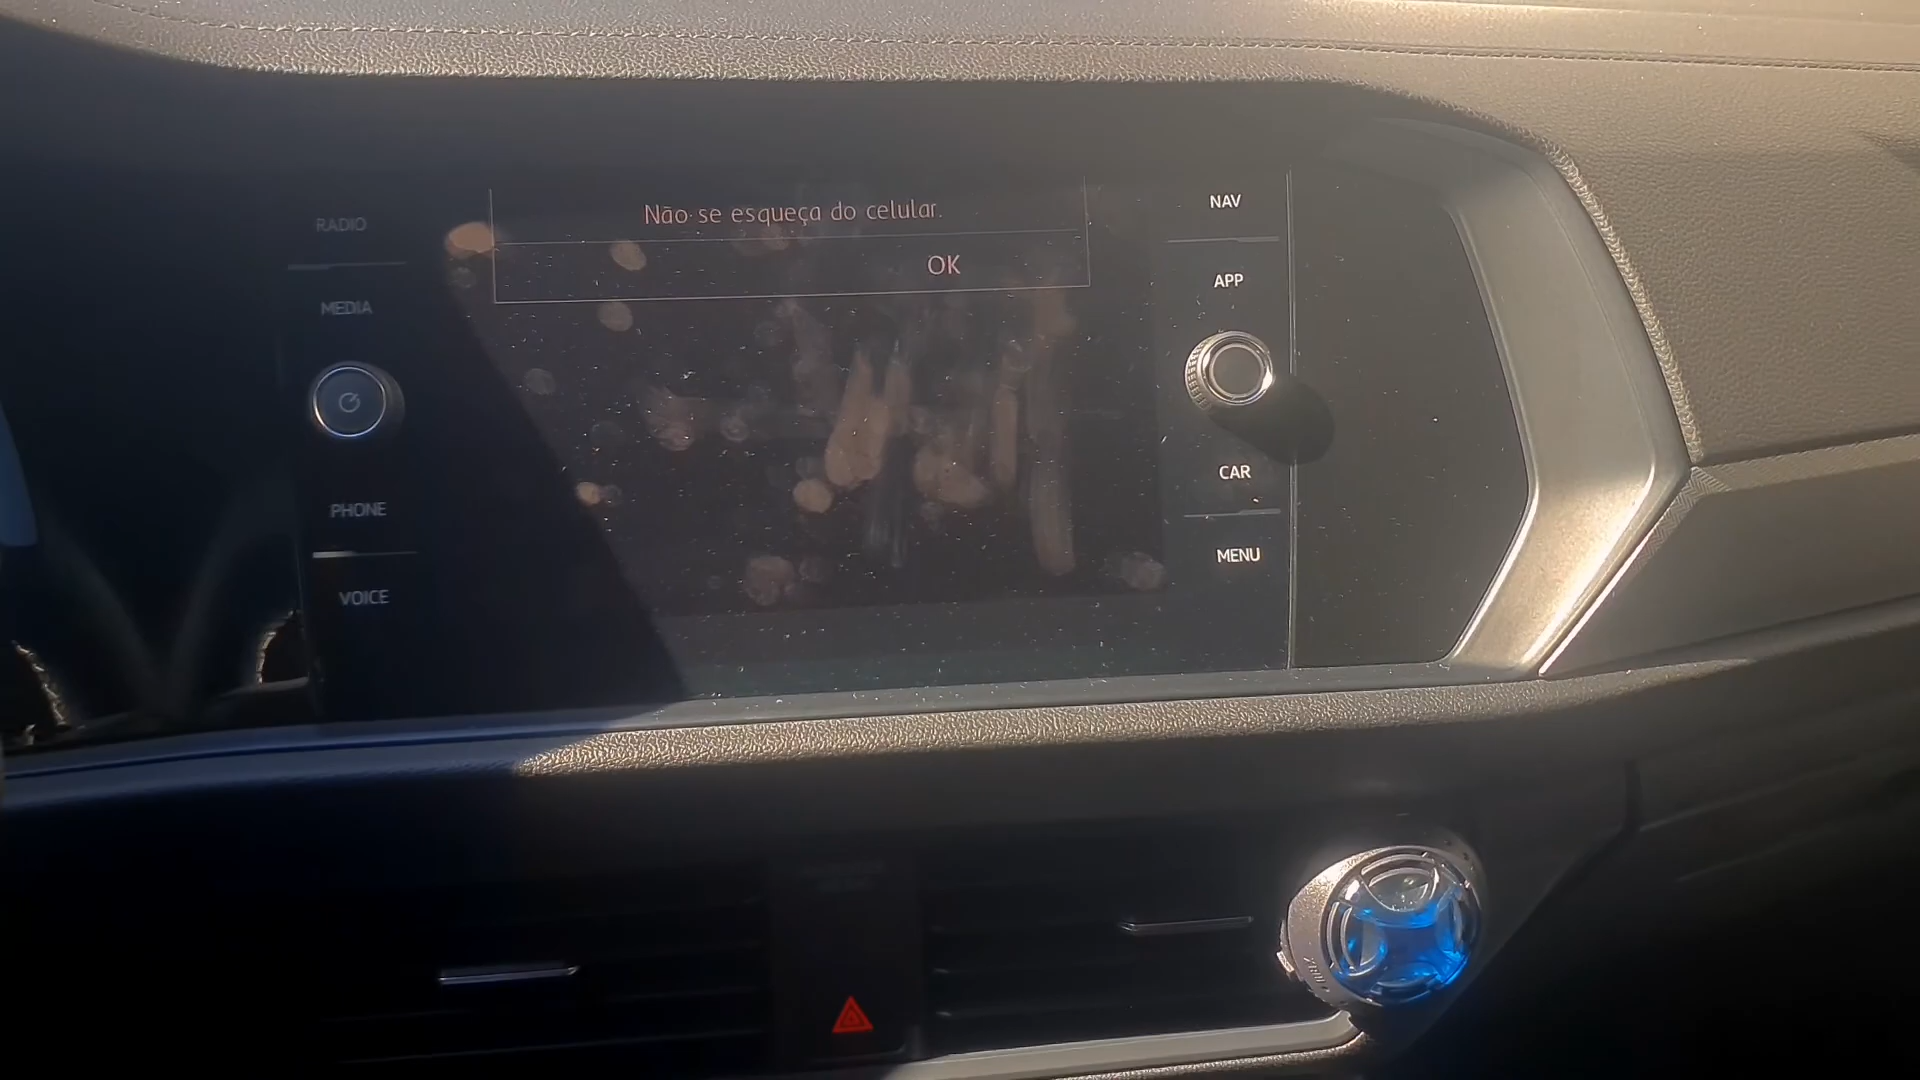 Não se esqueça do celular.
OK
RADIO
MEDIA
PHONE
VOICE
NAV
APP
CAR
MENU